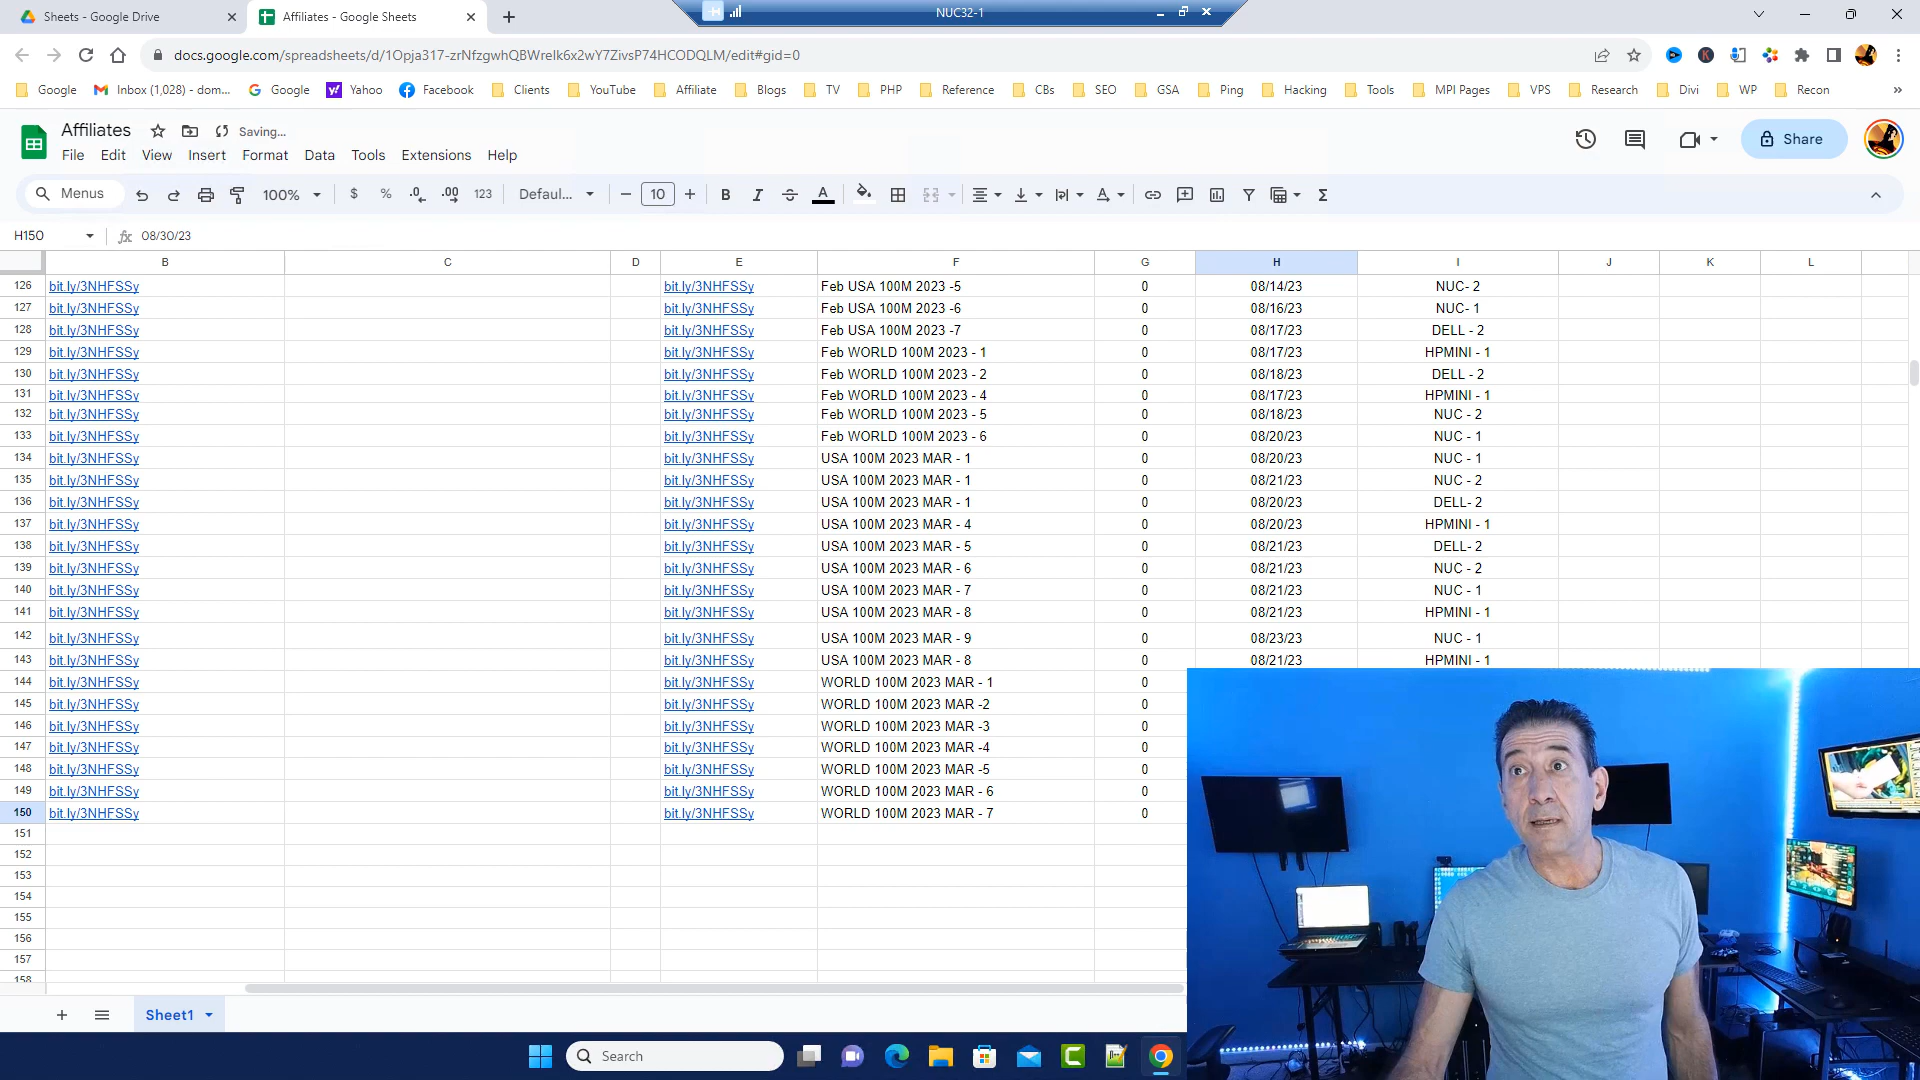 Sheets - Google Drive
Affiliates - Google Sheets
NUC32-1
docs.google.com/spreadsheets/d/1Opja317-zrNfzgwhQBWreIk6x2wY7ZivsP74HCODQLM/edit#gid=0
Google Inbox (1,028) - dom... Google Yahoo Facebook Clients YouTube Affiliate Blogs TV PHP Reference CBs SEO GSA Ping Hacking Tools MPI Pages VPS Research Divi WP Recon »
Affiliates Saving...
Share
File Edit View Insert Format Data Tools Extensions Help
Menus 100% $ % .0 .00 123 Defaul... − 10 + B I A Σ
H150 fx 08/30/23
B C D E F G H I J K L
126 bit.ly/3NHFSSy bit.ly/3NHFSSy Feb USA 100M 2023 -5 0 08/14/23 NUC- 2
127 bit.ly/3NHFSSy bit.ly/3NHFSSy Feb USA 100M 2023 -6 0 08/16/23 NUC- 1
128 bit.ly/3NHFSSy bit.ly/3NHFSSy Feb USA 100M 2023 -7 0 08/17/23 DELL - 2
129 bit.ly/3NHFSSy bit.ly/3NHFSSy Feb WORLD 100M 2023 - 1 0 08/17/23 HPMINI - 1
130 bit.ly/3NHFSSy bit.ly/3NHFSSy Feb WORLD 100M 2023 - 2 0 08/18/23 DELL - 2
131 bit.ly/3NHFSSy bit.ly/3NHFSSy Feb WORLD 100M 2023 - 4 0 08/17/23 HPMINI - 1
132 bit.ly/3NHFSSy bit.ly/3NHFSSy Feb WORLD 100M 2023 - 5 0 08/18/23 NUC - 2
133 bit.ly/3NHFSSy bit.ly/3NHFSSy Feb WORLD 100M 2023 - 6 0 08/20/23 NUC - 1
134 bit.ly/3NHFSSy bit.ly/3NHFSSy USA 100M 2023 MAR - 1 0 08/20/23 NUC - 1
135 bit.ly/3NHFSSy bit.ly/3NHFSSy USA 100M 2023 MAR - 1 0 08/21/23 NUC - 2
136 bit.ly/3NHFSSy bit.ly/3NHFSSy USA 100M 2023 MAR - 1 0 08/20/23 DELL- 2
137 bit.ly/3NHFSSy bit.ly/3NHFSSy USA 100M 2023 MAR - 4 0 08/20/23 HPMINI - 1
138 bit.ly/3NHFSSy bit.ly/3NHFSSy USA 100M 2023 MAR - 5 0 08/21/23 DELL- 2
139 bit.ly/3NHFSSy bit.ly/3NHFSSy USA 100M 2023 MAR - 6 0 08/21/23 NUC - 2
140 bit.ly/3NHFSSy bit.ly/3NHFSSy USA 100M 2023 MAR - 7 0 08/21/23 NUC - 1
141 bit.ly/3NHFSSy bit.ly/3NHFSSy USA 100M 2023 MAR - 8 0 08/21/23 HPMINI - 1
142 bit.ly/3NHFSSy bit.ly/3NHFSSy USA 100M 2023 MAR - 9 0 08/23/23 NUC - 1
143 bit.ly/3NHFSSy bit.ly/3NHFSSy USA 100M 2023 MAR - 8 0 08/21/23 HPMINI - 1
144 bit.ly/3NHFSSy bit.ly/3NHFSSy WORLD 100M 2023 MAR - 1 0
145 bit.ly/3NHFSSy bit.ly/3NHFSSy WORLD 100M 2023 MAR -2 0
146 bit.ly/3NHFSSy bit.ly/3NHFSSy WORLD 100M 2023 MAR -3 0
147 bit.ly/3NHFSSy bit.ly/3NHFSSy WORLD 100M 2023 MAR -4 0
148 bit.ly/3NHFSSy bit.ly/3NHFSSy WORLD 100M 2023 MAR -5 0
149 bit.ly/3NHFSSy bit.ly/3NHFSSy WORLD 100M 2023 MAR - 6 0
150 bit.ly/3NHFSSy bit.ly/3NHFSSy WORLD 100M 2023 MAR - 7 0
151
152
153
154
155
156
157
158
Sheet1
Search